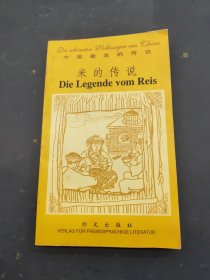 Die schönsten Volkssagen aus China
中国最美的传说
米的传说
Die Legende vom Reis
外文出版社
VERLAG FÜR FREMDSPRACHIGE LITERATUR